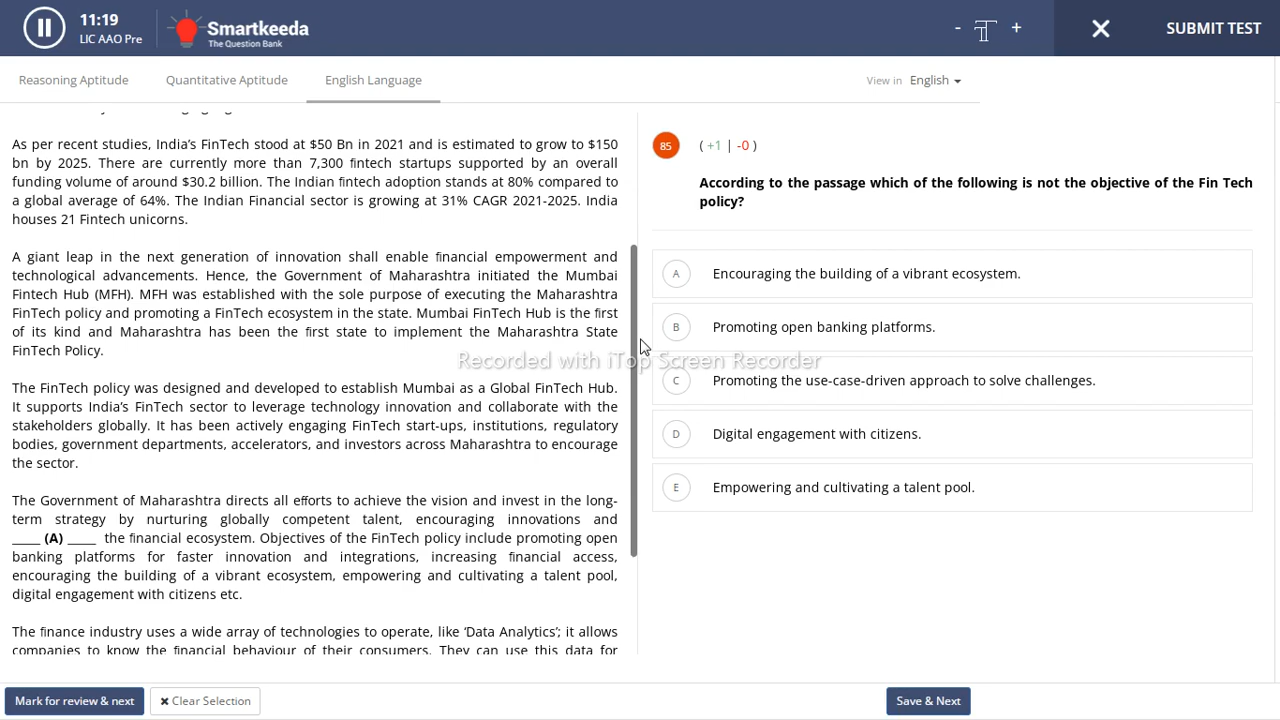 11:19
LIC AAO Pre
Smartkeeda
The Question Bank
- T +
SUBMIT TEST
Reasoning Aptitude
Quantitative Aptitude
English Language
View in English
As per recent studies, India's FinTech stood at $50 Bn in 2021 and is estimated to grow to $150
bn by 2025. There are currently more than 7,300 fintech startups supported by an overall
funding volume of around $30.2 billion. The Indian fintech adoption stands at 80% compared to
a global average of 64%. The Indian Financial sector is growing at 31% CAGR 2021-2025. India
houses 21 Fintech unicorns.
A giant leap in the next generation of innovation shall enable financial empowerment and
technological advancements. Hence, the Government of Maharashtra initiated the Mumbai
Fintech Hub (MFH). MFH was established with the sole purpose of executing the Maharashtra
FinTech policy and promoting a FinTech ecosystem in the state. Mumbai FinTech Hub is the first
of its kind and Maharashtra has been the first state to implement the Maharashtra State
FinTech Policy.
The FinTech policy was designed and developed to establish Mumbai as a Global FinTech Hub.
It supports India's FinTech sector to leverage technology innovation and collaborate with the
stakeholders globally. It has been actively engaging FinTech start-ups, institutions, regulatory
bodies, government departments, accelerators, and investors across Maharashtra to encourage
the sector.
The Government of Maharashtra directs all efforts to achieve the vision and invest in the long-
term strategy by nurturing globally competent talent, encouraging innovations and
____ (A) ____ the financial ecosystem. Objectives of the FinTech policy include promoting open
banking platforms for faster innovation and integrations, increasing financial access,
encouraging the building of a vibrant ecosystem, empowering and cultivating a talent pool,
digital engagement with citizens etc.
The finance industry uses a wide array of technologies to operate, like 'Data Analytics'; it allows
companies to know the financial behaviour of their consumers. They can use this data for
85
( +1 | -0 )
According to the passage which of the following is not the objective of the Fin Tech
policy?
A Encouraging the building of a vibrant ecosystem.
B Promoting open banking platforms.
C Promoting the use-case-driven approach to solve challenges.
D Digital engagement with citizens.
E Empowering and cultivating a talent pool.
Recorded with iTop Screen Recorder
Mark for review & next
Clear Selection
Save & Next